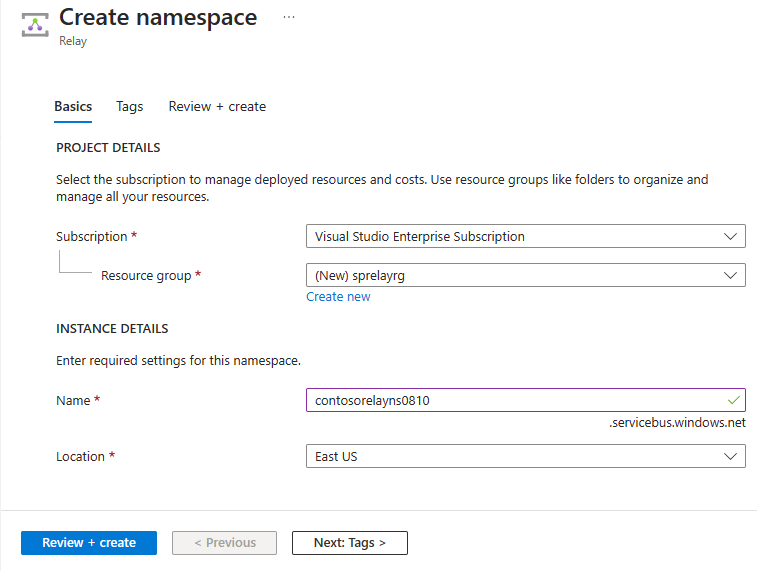 Create namespace ...
Relay
Basics Tags Review + create
PROJECT DETAILS
Select the subscription to manage deployed resources and costs. Use resource groups like folders to organize and
manage all your resources.
Subscription * Visual Studio Enterprise Subscription
Resource group * (New) sprelayrg
Create new
INSTANCE DETAILS
Enter required settings for this namespace.
Name * contosorelayns0810
.servicebus.windows.net
Location * East US
Review + create < Previous Next: Tags >